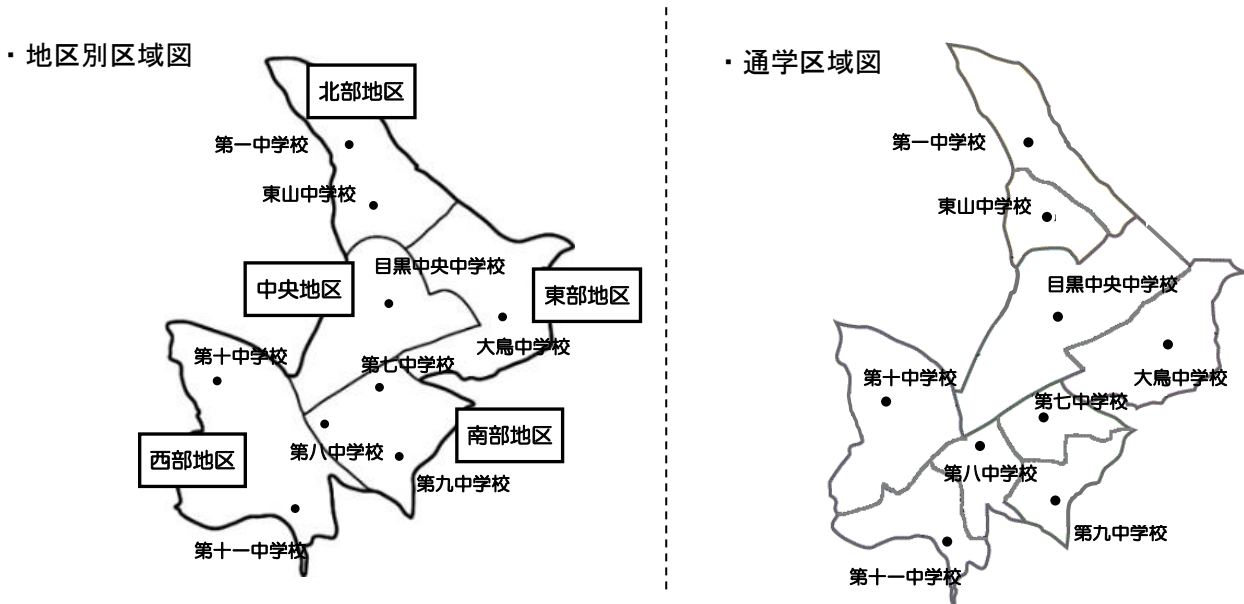 ・地区別区域図
北部地区
第一中学校
東山中学校
目黒中央中学校
中央地区
東部地区
大鳥中学校
第十中学校
第七中学校
南部地区
第八中学校
西部地区
第九中学校
第十一中学校
・通学区域図
第一中学校
東山中学校
目黒中央中学校
大鳥中学校
第十中学校
第七中学校
第八中学校
第九中学校
第十一中学校